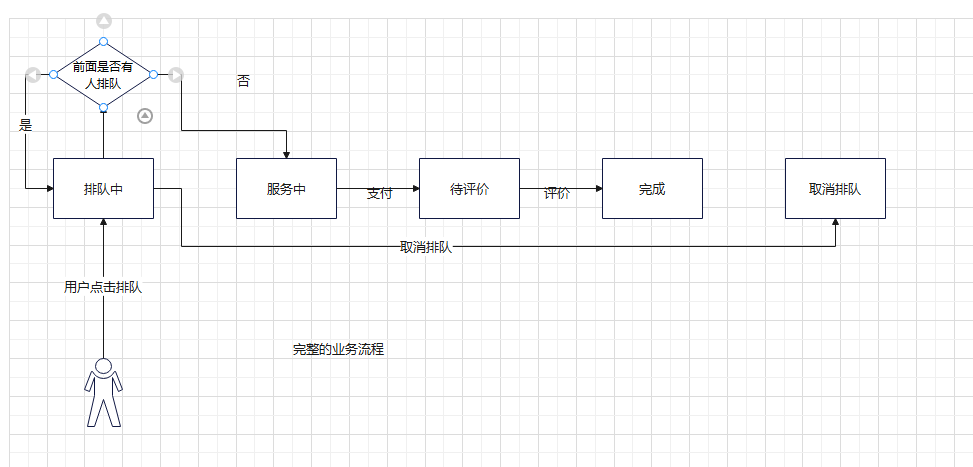 前面是否有
人排队
否
是
排队中
服务中
支付
待评价
评价
完成
取消排队
取消排队
用户点击排队
完整的业务流程